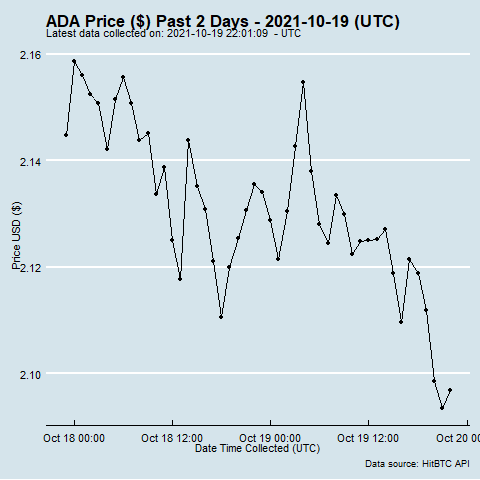 ADA Price ($) Past 2 Days - 2021-10-19 (UTC)
Latest data collected on: 2021-10-19 22:01:09 - UTC
2.16
2.14
Price USD ($)
2.12
2.10
Oct 18 00:00 Oct 18 12:00 Oct 19 00:00 Oct 19 12:00 Oct 20 00
Date Time Collected (UTC)
Data source: HitBTC API